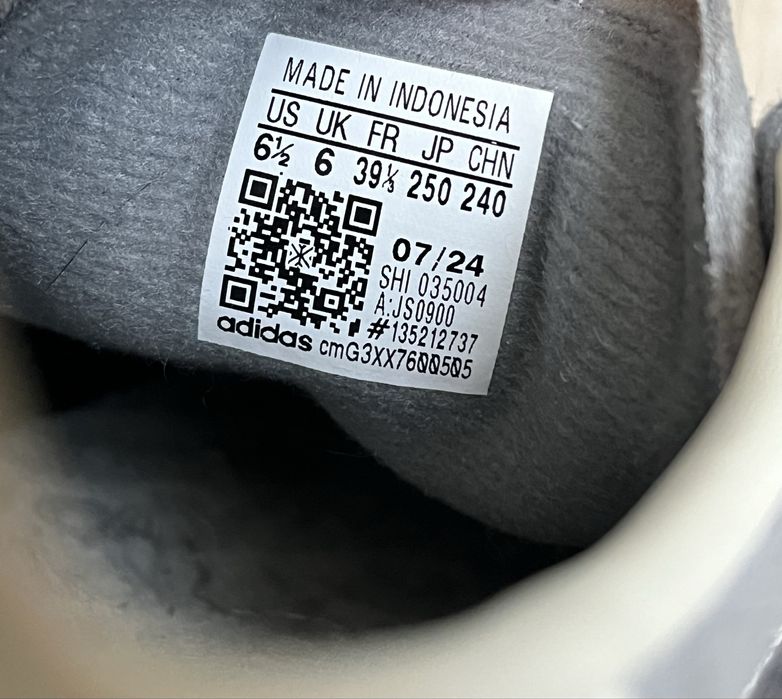 MADE IN INDONESIA
US UK FR JP CHN
6½ 6 39⅓ 250 240
07/24
SHI 035004
A:JS0900
#135212737
adidas cmG3XX7600505